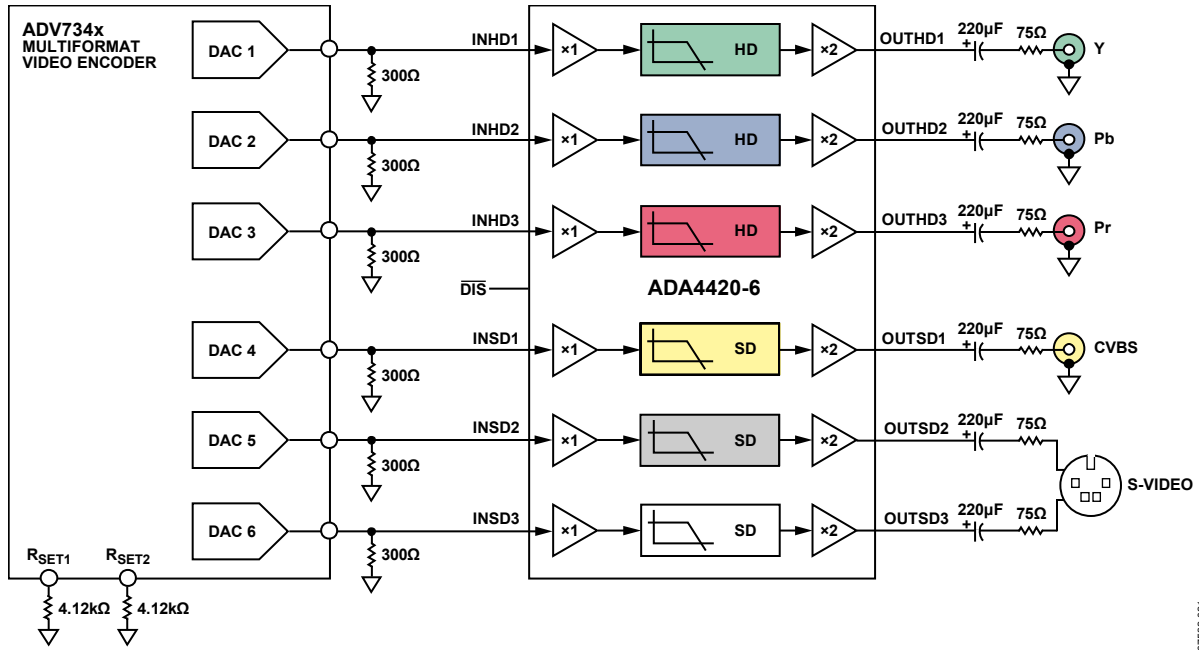 ADV734x
MULTIFORMAT
VIDEO ENCODER
DAC 1
300Ω
INHD1
×1
HD
×2
OUTHD1
220µF
+
75Ω
Y
DAC 2
300Ω
INHD2
×1
HD
×2
OUTHD2
220µF
+
75Ω
Pb
DAC 3
300Ω
INHD3
×1
HD
×2
OUTHD3
220µF
+
75Ω
Pr
DIS
ADA4420-6
DAC 4
300Ω
INSD1
×1
SD
×2
OUTSD1
220µF
+
75Ω
CVBS
DAC 5
300Ω
INSD2
×1
SD
×2
OUTSD2
220µF
+
75Ω
S-VIDEO
DAC 6
300Ω
INSD3
×1
SD
×2
OUTSD3
220µF
+
75Ω
RSET1
4.12kΩ
RSET2
4.12kΩ